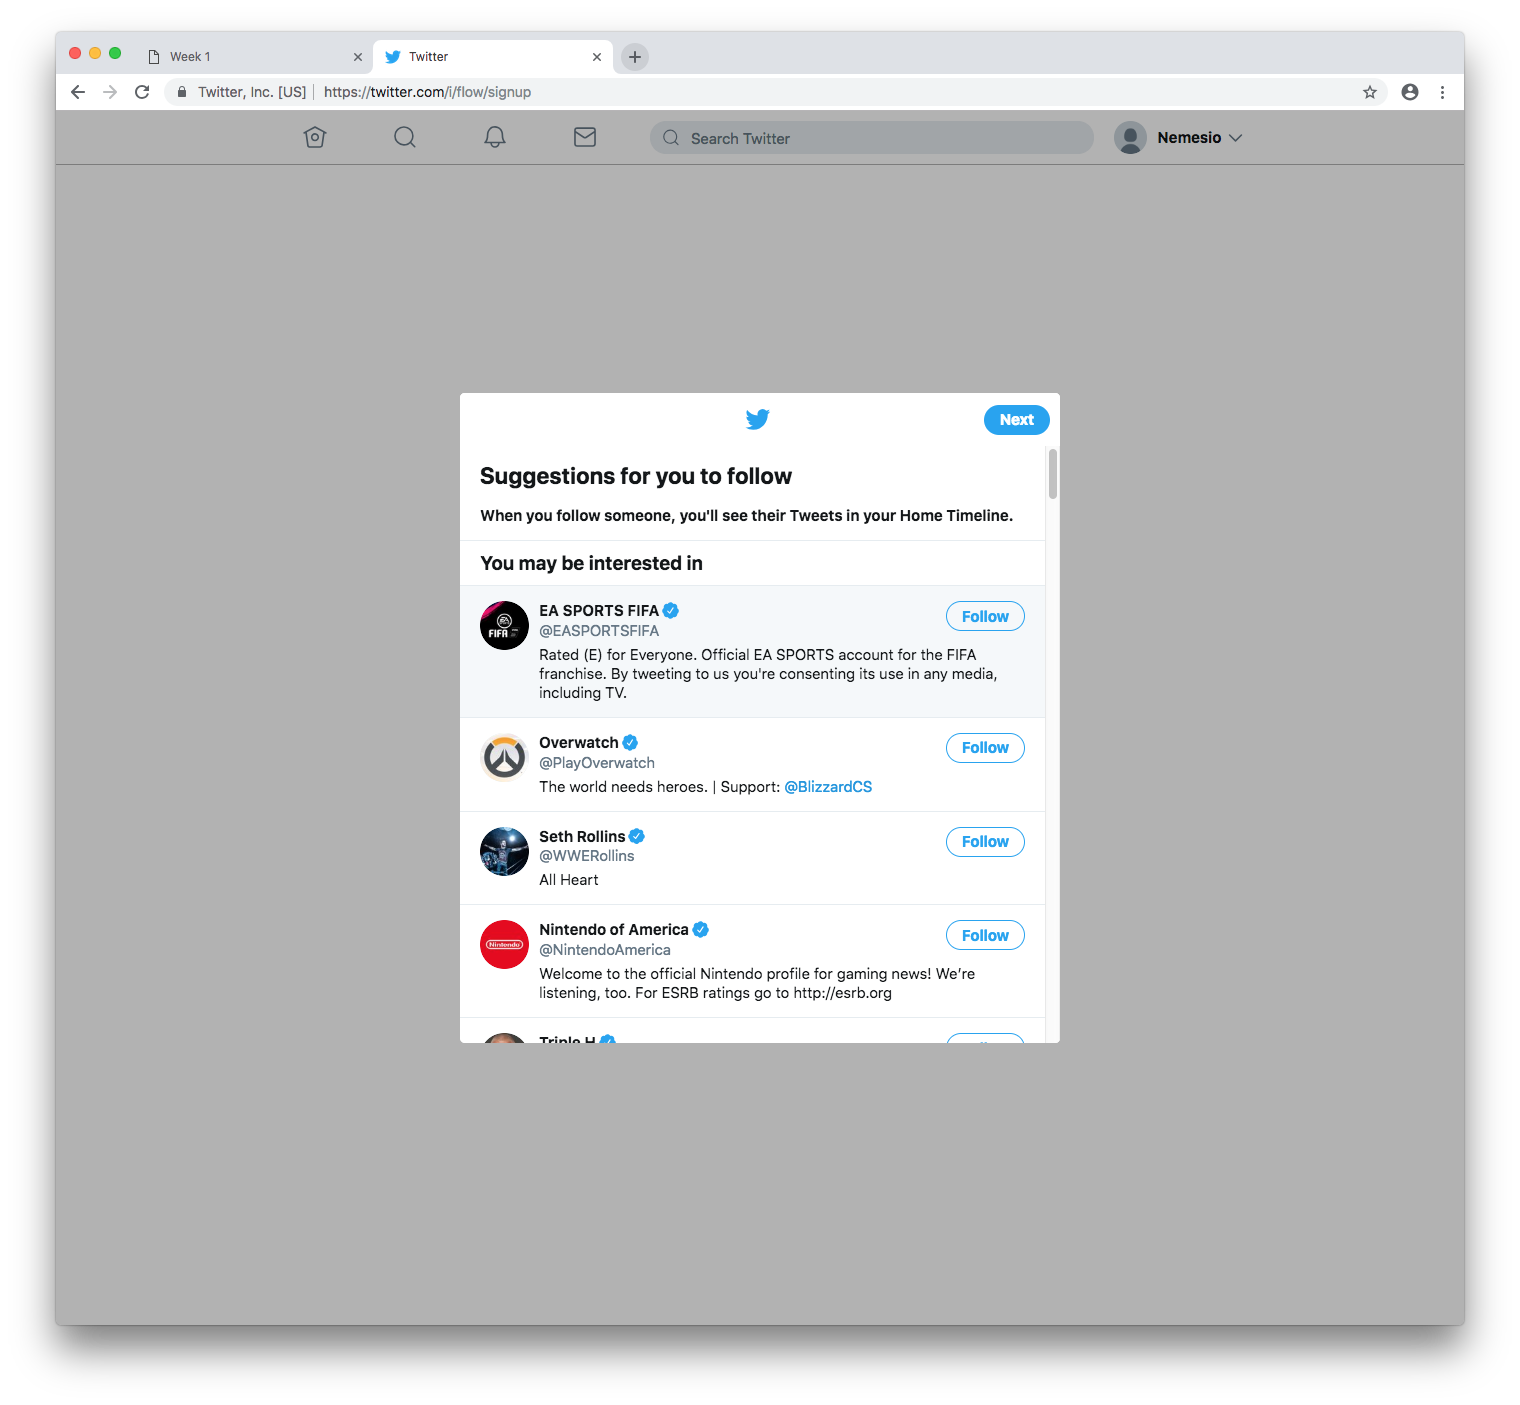 Week 1
Twitter
Twitter, Inc. [US] https://twitter.com/i/flow/signup
Search Twitter
Nemesio
Next
Suggestions for you to follow
When you follow someone, you'll see their Tweets in your Home Timeline.
You may be interested in
EA SPORTS FIFA
Follow
@EASPORTSFIFA
Rated (E) for Everyone. Official EA SPORTS account for the FIFA
franchise. By tweeting to us you're consenting its use in any media,
including TV.
EA
FIFA
Overwatch
Follow
@PlayOverwatch
The world needs heroes. | Support: @BlizzardCS
Seth Rollins
Follow
@WWERollins
All Heart
Nintendo of America
Follow
@NintendoAmerica
Nintendo
Welcome to the official Nintendo profile for gaming news! We're
listening, too. For ESRB ratings go to http://esrb.org
Triple H